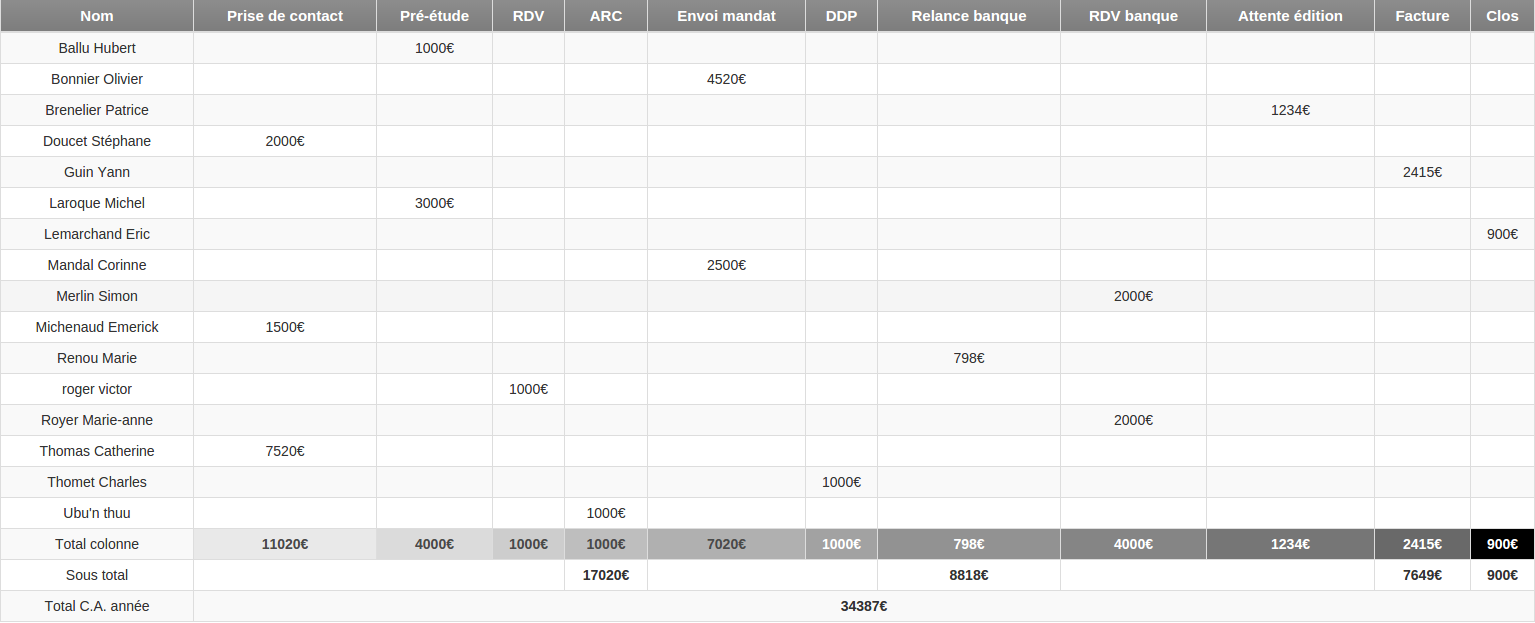 Nom Prise de contact Pré-étude RDV ARC Envoi mandat DDP Relance banque RDV banque Attente édition Facture Clos
Ballu Hubert 1000€
Bonnier Olivier 4520€
Brenelier Patrice 1234€
Doucet Stéphane 2000€
Guin Yann 2415€
Laroque Michel 3000€
Lemarchand Eric 900€
Mandal Corinne 2500€
Merlin Simon 2000€
Michenaud Emerick 1500€
Renou Marie 798€
roger victor 1000€
Royer Marie-anne 2000€
Thomas Catherine 7520€
Thomet Charles 1000€
Ubu'n thuu 1000€
Total colonne 11020€ 4000€ 1000€ 1000€ 7020€ 1000€ 798€ 4000€ 1234€ 2415€ 900€
Sous total 17020€ 8818€ 7649€ 900€
Total C.A. année 34387€